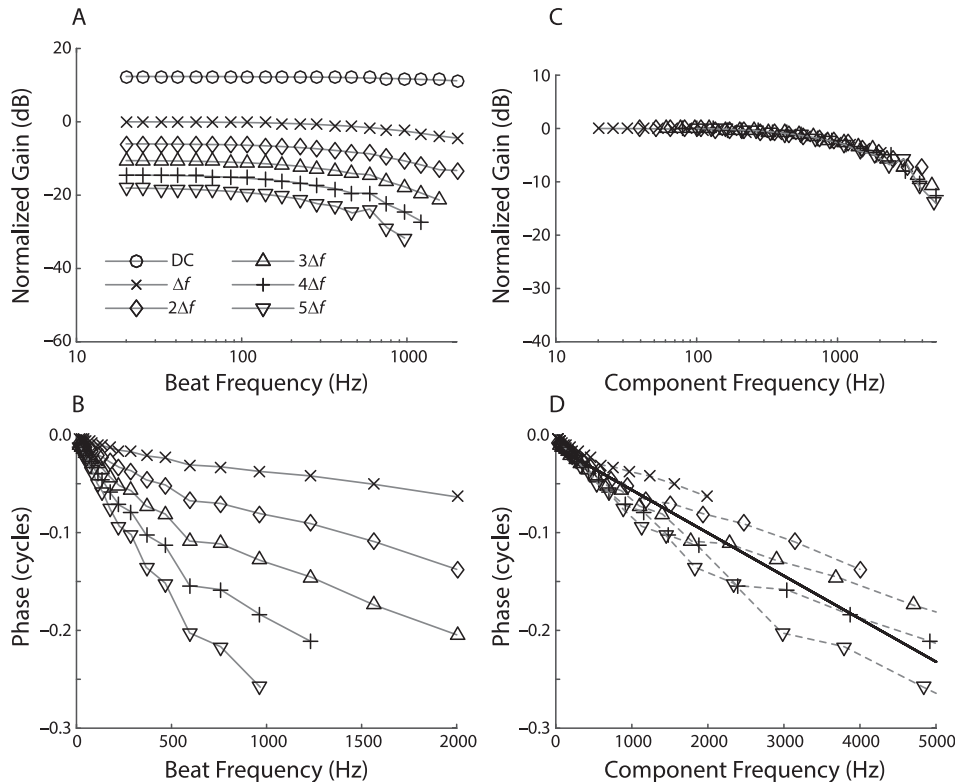 A
Normalized Gain (dB)
20
0
−20
−40
−60
10
100
1000
Beat Frequency (Hz)
DC
Δf
2Δf
3Δf
4Δf
5Δf
C
Normalized Gain (dB)
10
0
−10
−20
−30
−40
10
100
1000
Component Frequency (Hz)
B
Phase (cycles)
0.0
−0.1
−0.2
−0.3
0
500
1000
1500
2000
Beat Frequency (Hz)
D
Phase (cycles)
0.0
−0.1
−0.2
−0.3
0
1000
2000
3000
4000
5000
Component Frequency (Hz)